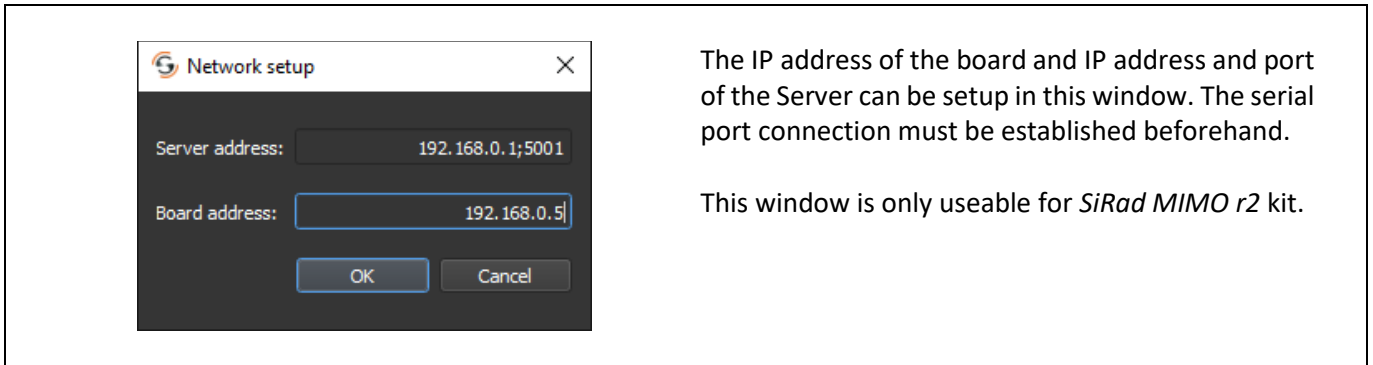 Network setup
Server address: 192.168.0.1;5001
Board address: 192.168.0.5
OK Cancel
The IP address of the board and IP address and port
of the Server can be setup in this window. The serial
port connection must be established beforehand.
This window is only useable for SiRad MIMO r2 kit.